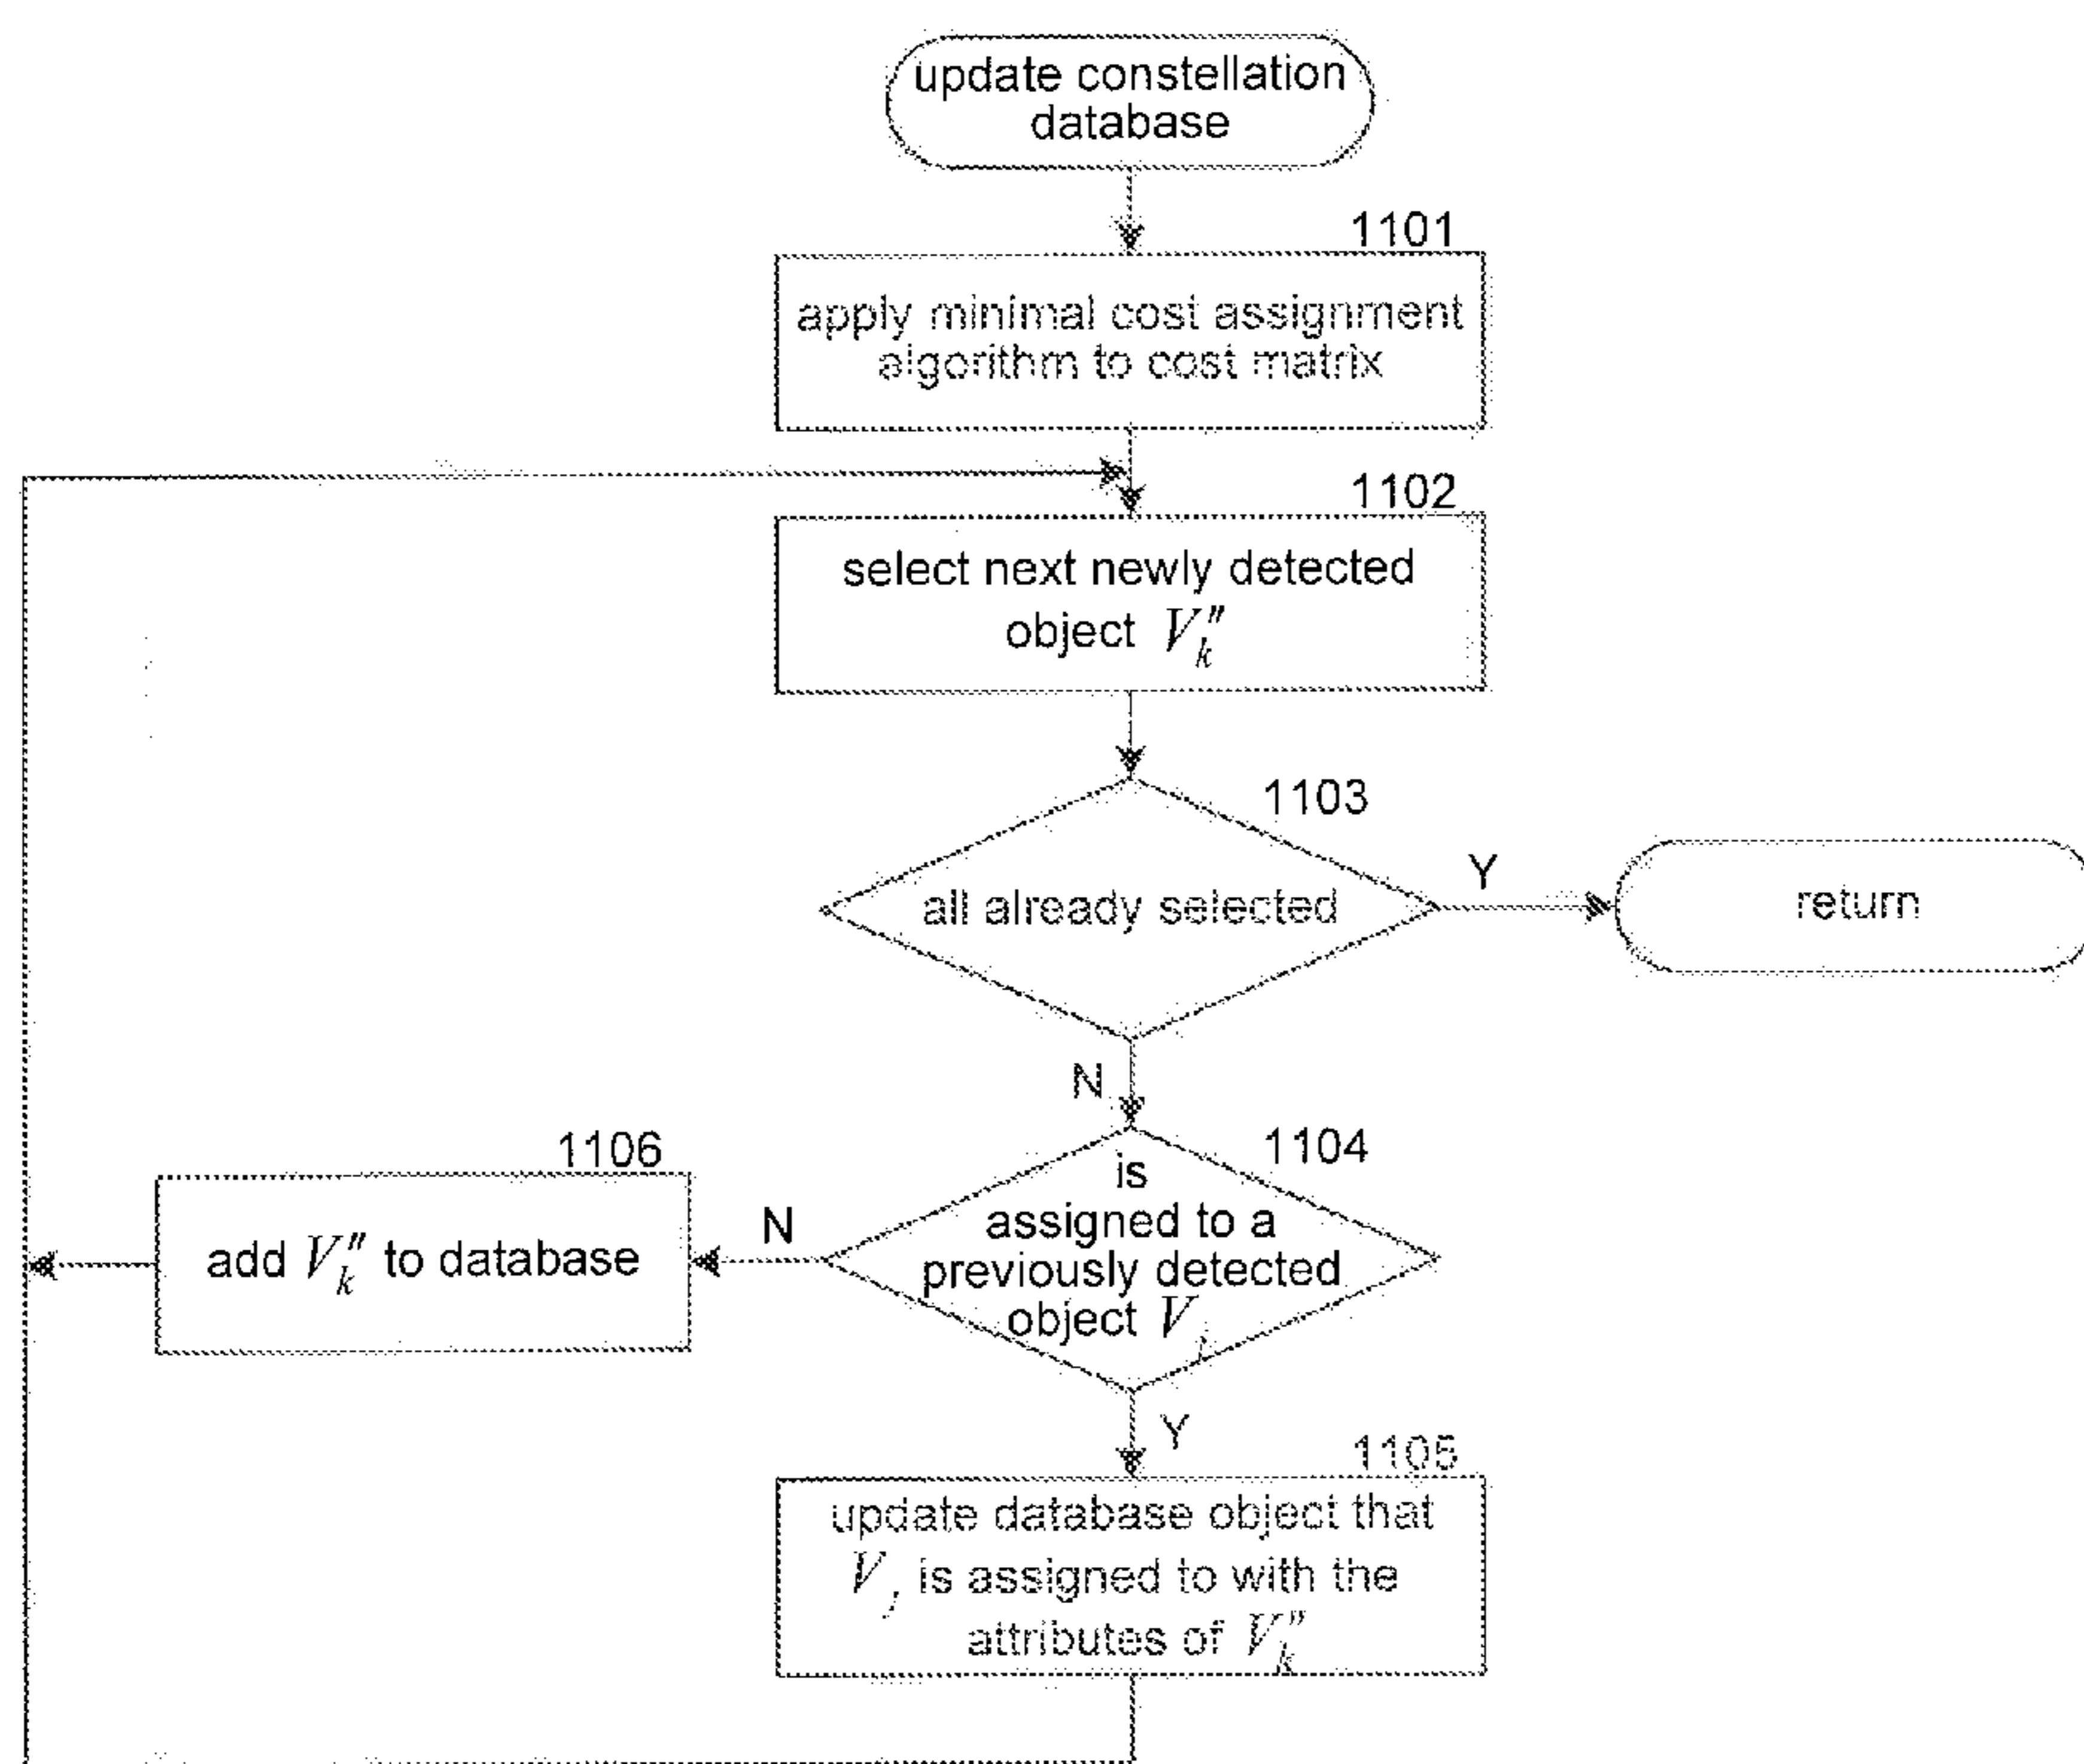 update constellation
database
1101
apply minimal cost assignment
algorithm to cost matrix
1102
select next newly detected
object V″k
1103
all already selected
Y
return
N
1104
is
assigned to a
previously detected
object Vj
N
1106
add V″k to database
Y
1105
update database object that
Vj is assigned to with the
attributes of V″k